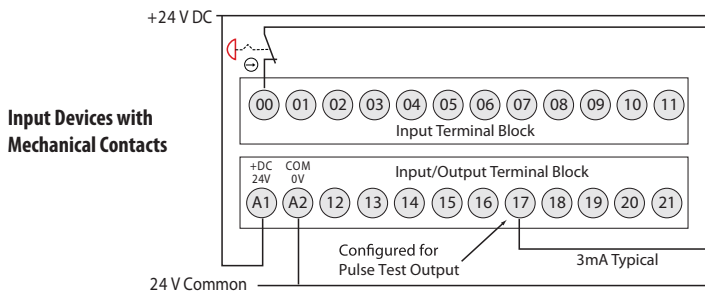 +24 V DC
Input Devices with
Mechanical Contacts
00 01 02 03 04 05 06 07 08 09 10 11
Input Terminal Block
+DC
24V
COM
0V
Input/Output Terminal Block
A1 A2 12 13 14 15 16 17 18 19 20 21
Configured for
Pulse Test Output
3mA Typical
24 V Common